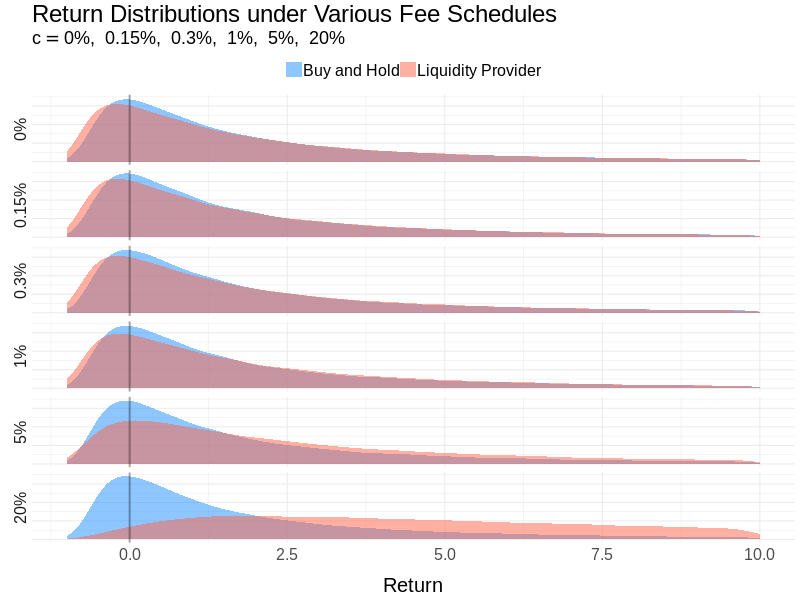 Return Distributions under Various Fee Schedules
c = 0%, 0.15%, 0.3%, 1%, 5%, 20%
Buy and Hold Liquidity Provider
0%
0.15%
0.3%
1%
5%
20%
0.0 2.5 5.0 7.5 10.0
Return